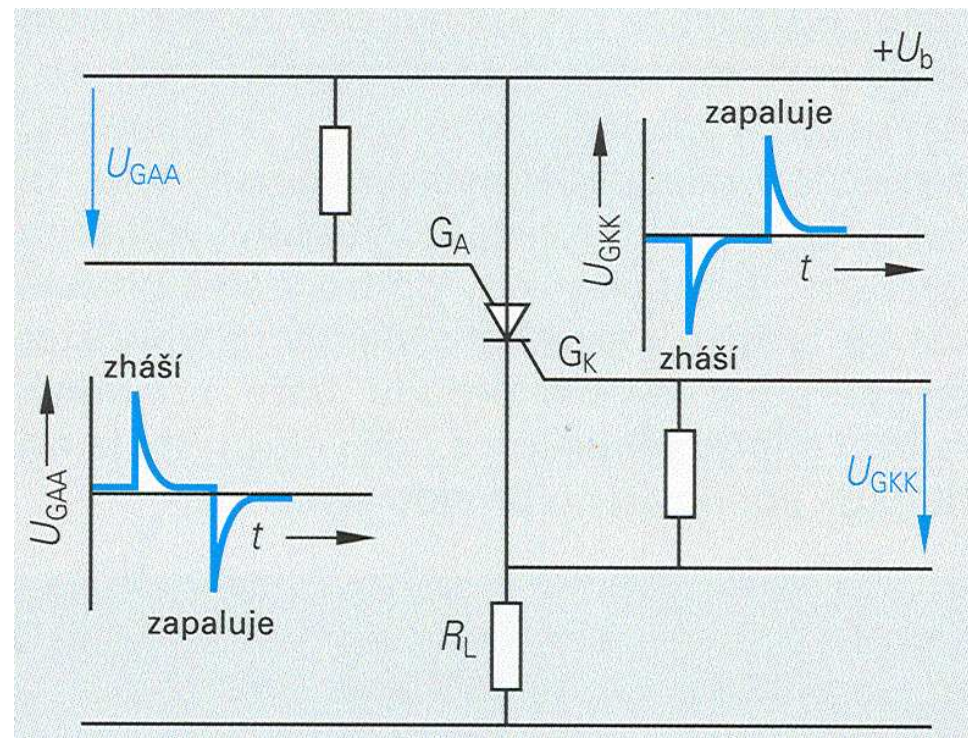 +Ub
zapaluje
UGAA
GA
UGKK
t
GK
zháší
zháší
UGAA
t
UGKK
zapaluje
RL